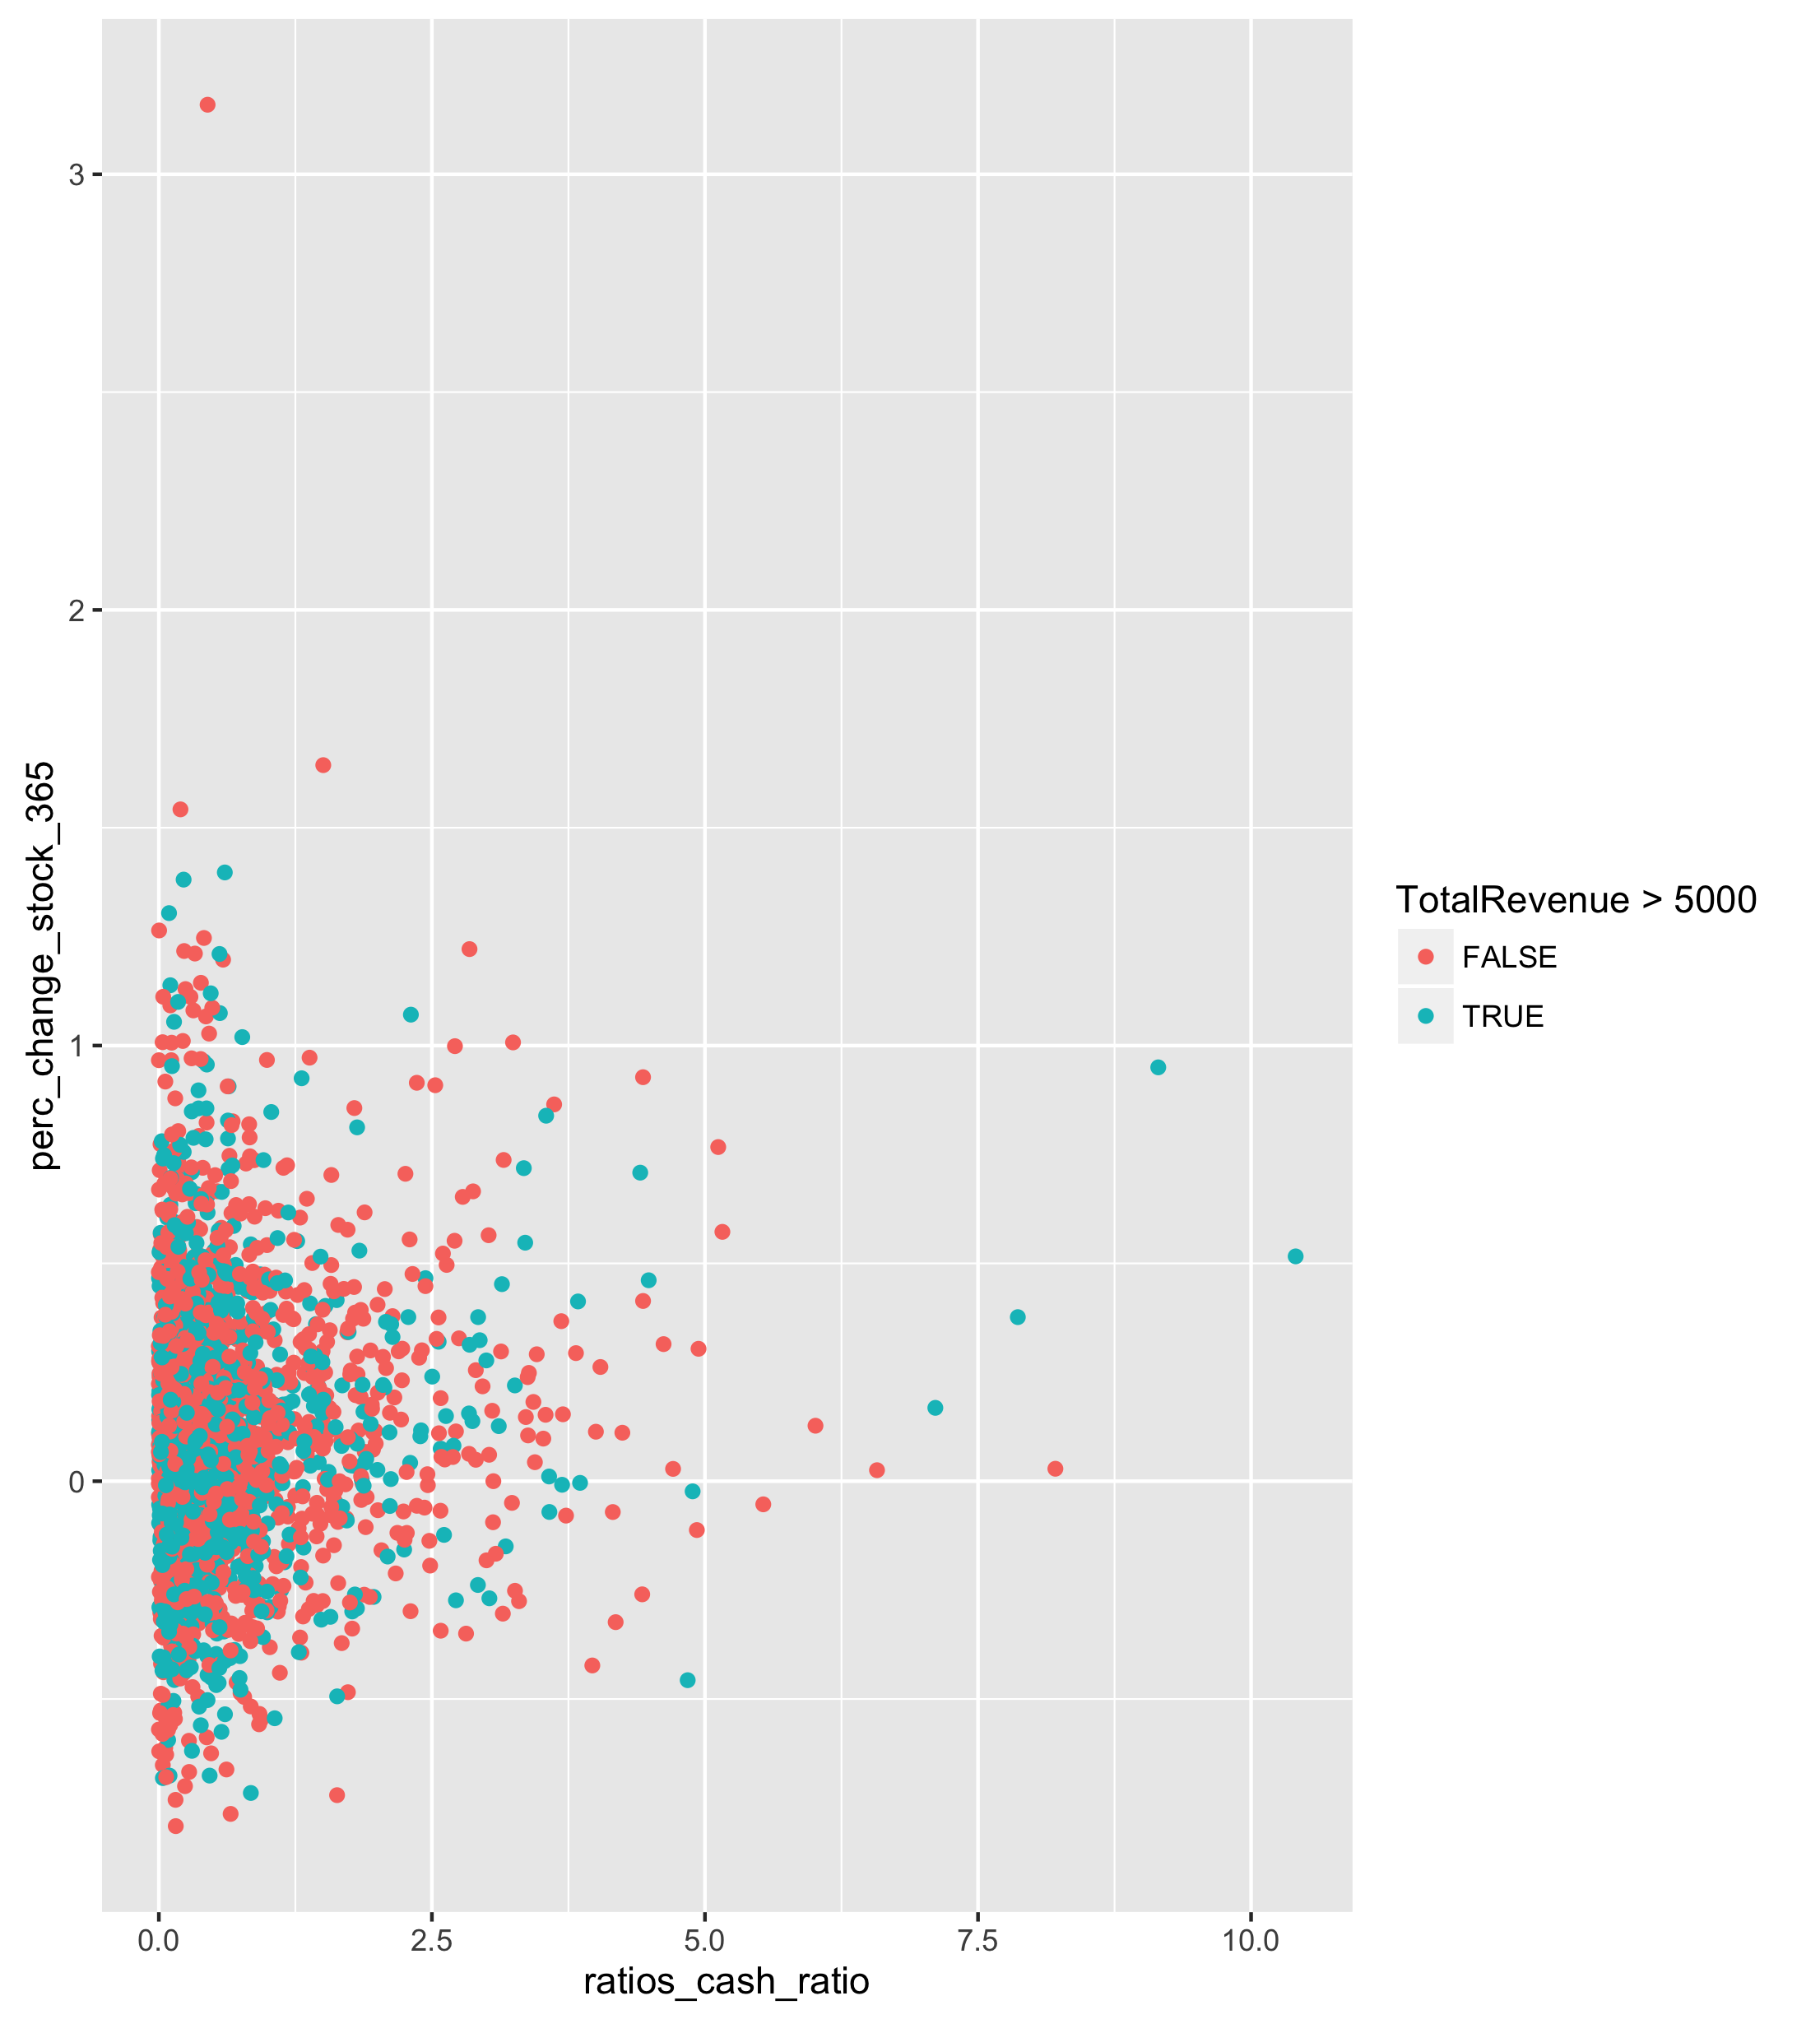 perc_change_stock_365
3
2
1
0
0.0 2.5 5.0 7.5 10.0
ratios_cash_ratio
TotalRevenue > 5000
FALSE
TRUE